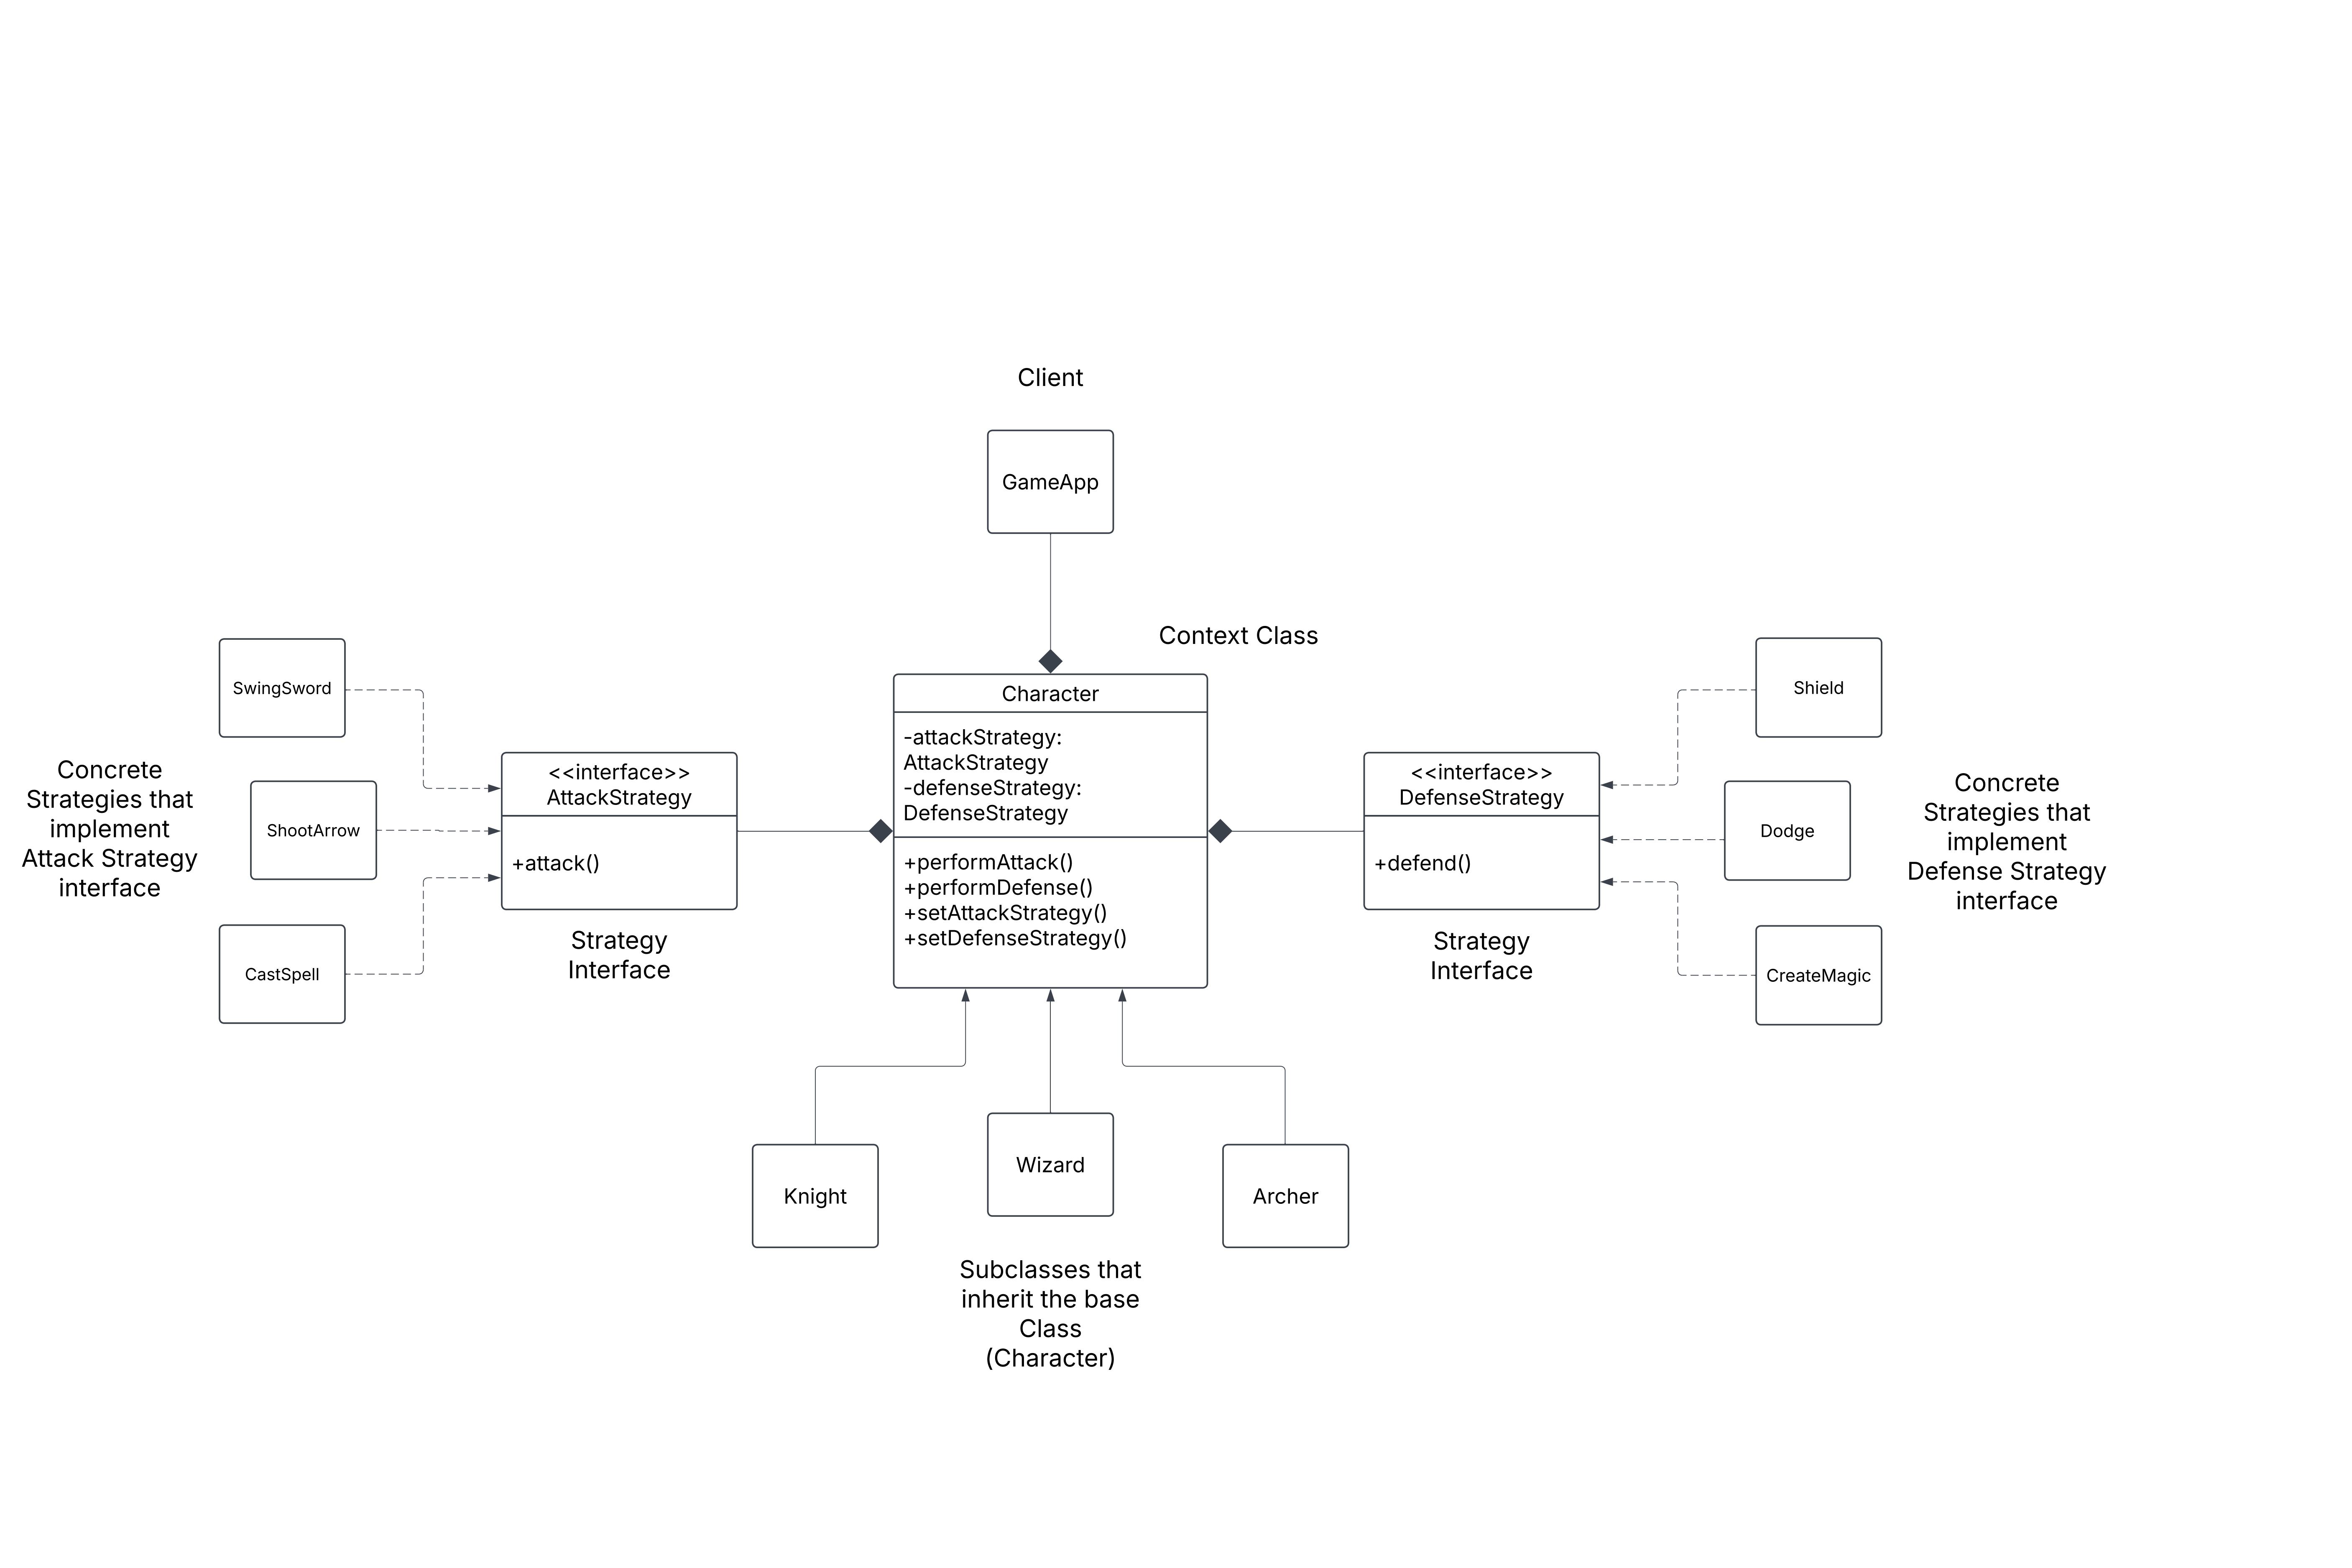 Client
GameApp
Context Class
Character
-attackStrategy:
AttackStrategy
-defenseStrategy:
DefenseStrategy
+performAttack()
+performDefense()
+setAttackStrategy()
+setDefenseStrategy()
SwingSword
ShootArrow
CastSpell
Concrete
Strategies that
implement
Attack Strategy
interface
<<interface>>
AttackStrategy
+attack()
Strategy
Interface
<<interface>>
DefenseStrategy
+defend()
Strategy
Interface
Shield
Dodge
CreateMagic
Concrete
Strategies that
implement
Defense Strategy
interface
Knight
Wizard
Archer
Subclasses that
inherit the base
Class
(Character)